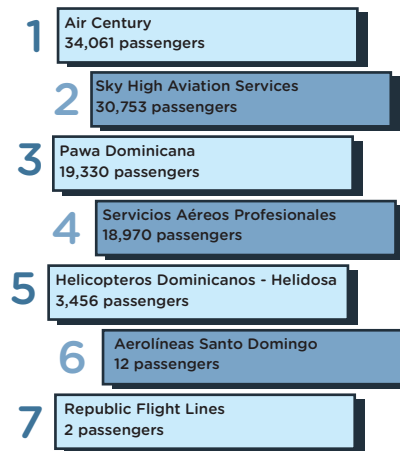 1
Air Century
34,061 passengers
2
Sky High Aviation Services
30,753 passengers
3
Pawa Dominicana
19,330 passengers
4
Servicios Aéreos Profesionales
18,970 passengers
5
Helicopteros Dominicanos - Helidosa
3,456 passengers
6
Aerolíneas Santo Domingo
12 passengers
7
Republic Flight Lines
2 passengers